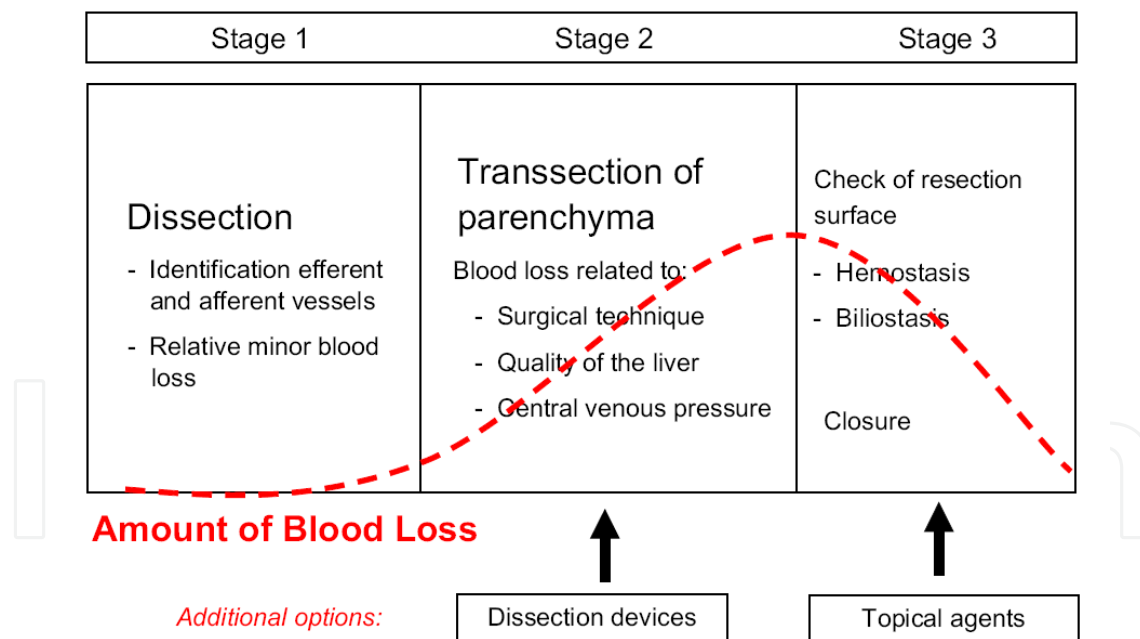 Stage 1
Stage 2
Stage 3
Dissection
- Identification efferent
and afferent vessels
- Relative minor blood
loss
Transsection of
parenchyma
Blood loss related to:
- Surgical technique
- Quality of the liver
- Central venous pressure
Check of resection
surface
- Hemostasis
- Biliostasis
Closure
Amount of Blood Loss
Additional options:
Dissection devices
Topical agents